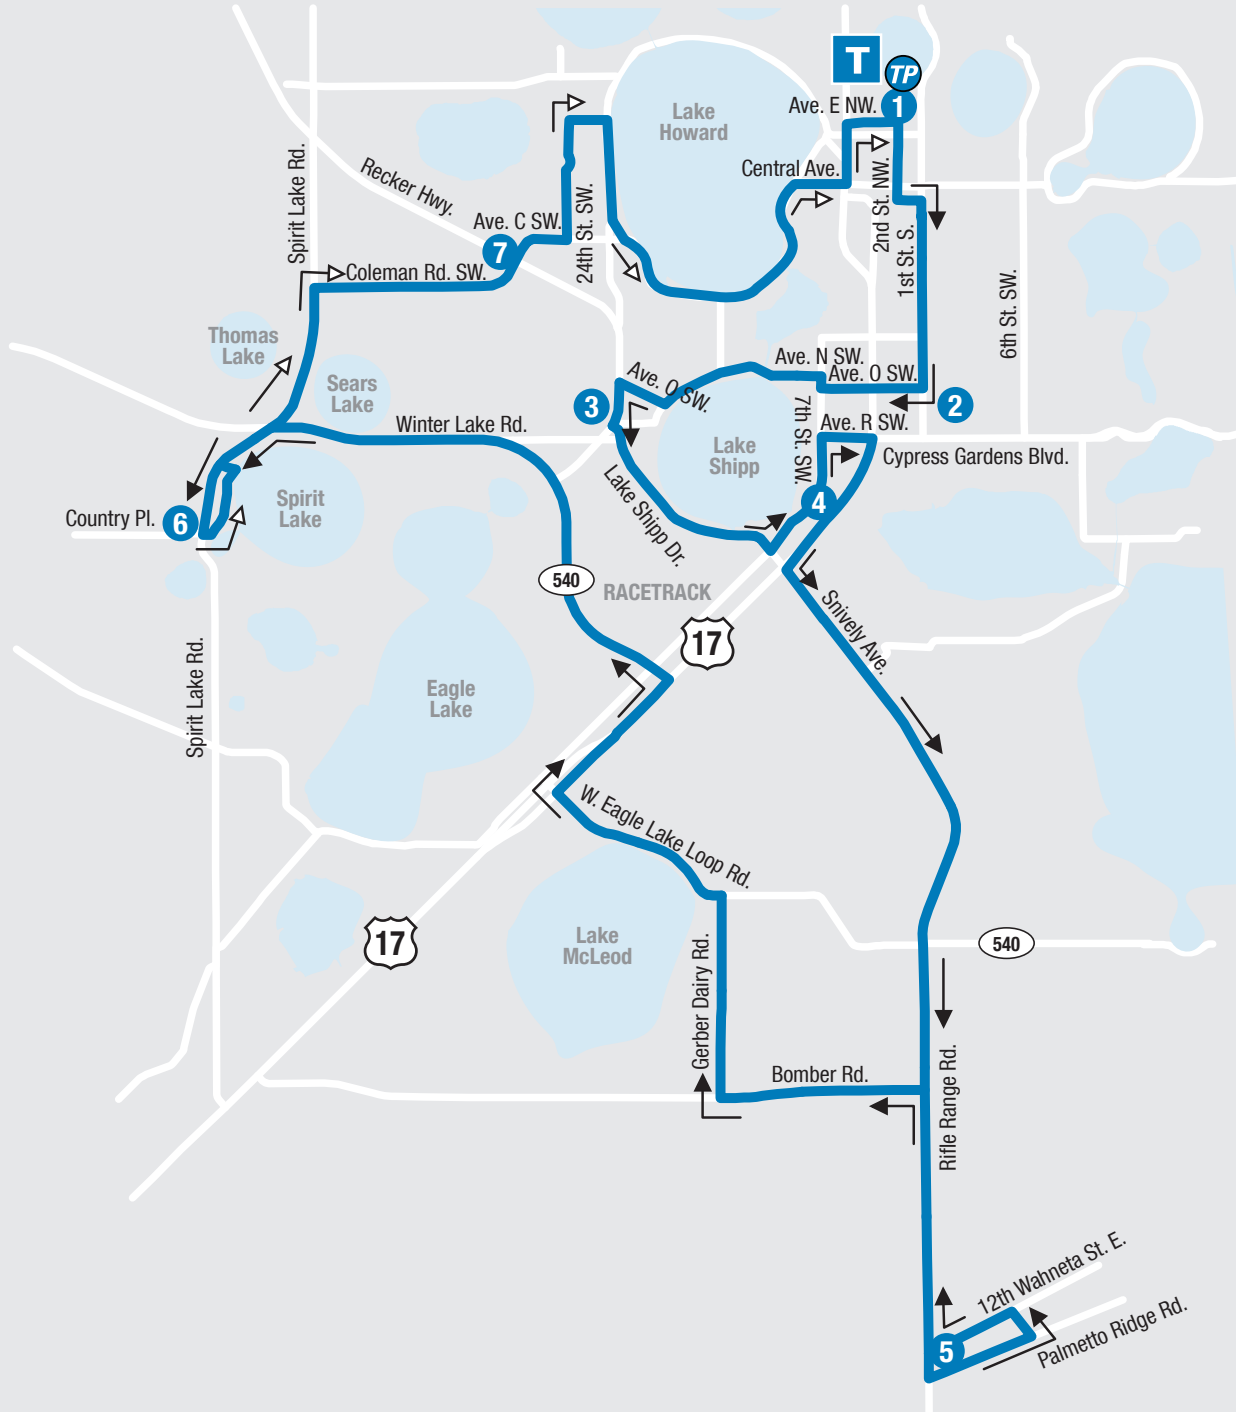 T
TP
1
Ave. E NW.
Lake
Howard
Central Ave.
2nd St. NW.
1st St. S.
Spirit Lake Rd.
Recker Hwy.
Ave. C SW.
24th St. SW.
7
Coleman Rd. SW.
6th St. SW.
Thomas
Lake
Sears
Lake
Ave. N SW.
Ave. O SW.
Ave. O SW.
2
3
Winter Lake Rd.
7th St. SW.
Ave. R SW.
Lake
Shipp
Cypress Gardens Blvd.
Lake Shipp Dr.
4
Spirit
Lake
Country Pl.
6
540
RACETRACK
17
Snively Ave.
Spirit Lake Rd.
Eagle
Lake
W. Eagle Lake Loop Rd.
17
Lake
McLeod
540
Gerber Dairy Rd.
Bomber Rd.
Rifle Range Rd.
12th Wahneta St. E.
5
Palmetto Ridge Rd.